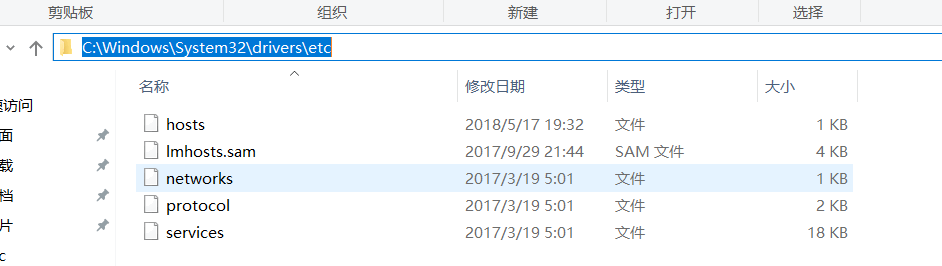 剪贴板 组织 新建 打开 选择
C:\Windows\System32\drivers\etc
名称 修改日期 类型 大小
速访问
面
载
档
片
c
hosts 2018/5/17 19:32 文件 1 KB
lmhosts.sam 2017/9/29 21:44 SAM 文件 4 KB
networks 2017/3/19 5:01 文件 1 KB
protocol 2017/3/19 5:01 文件 2 KB
services 2017/3/19 5:01 文件 18 KB